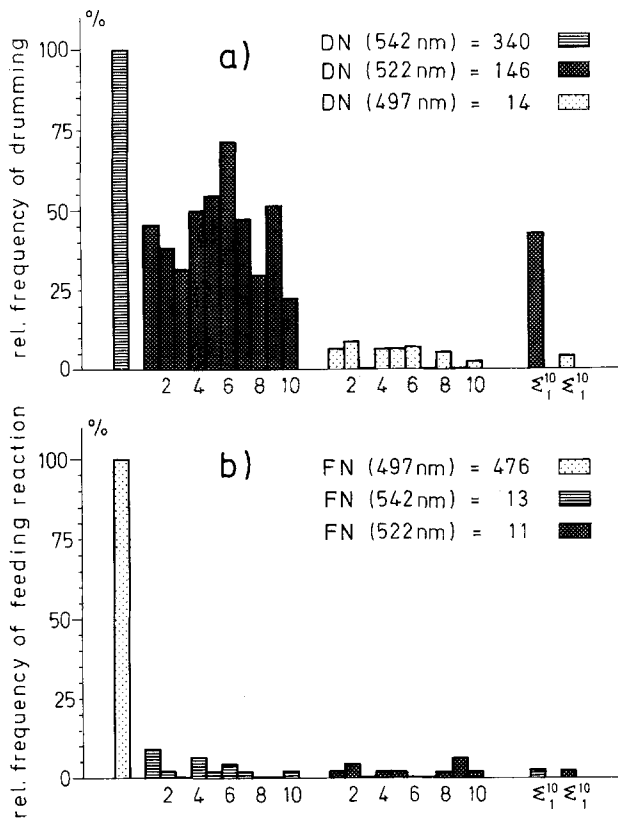 %
a)
DN (542 nm) = 340
DN (522 nm) = 146
DN (497 nm) = 14
100
75
50
25
0
rel. frequency of drumming
2 4 6 8 10 2 4 6 8 10 Σ₁¹⁰ Σ₁¹⁰
%
b)
FN (497 nm) = 476
FN (542 nm) = 13
FN (522 nm) = 11
100
75
50
25
0
rel. frequency of feeding reaction
2 4 6 8 10 2 4 6 8 10 Σ₁¹⁰ Σ₁¹⁰